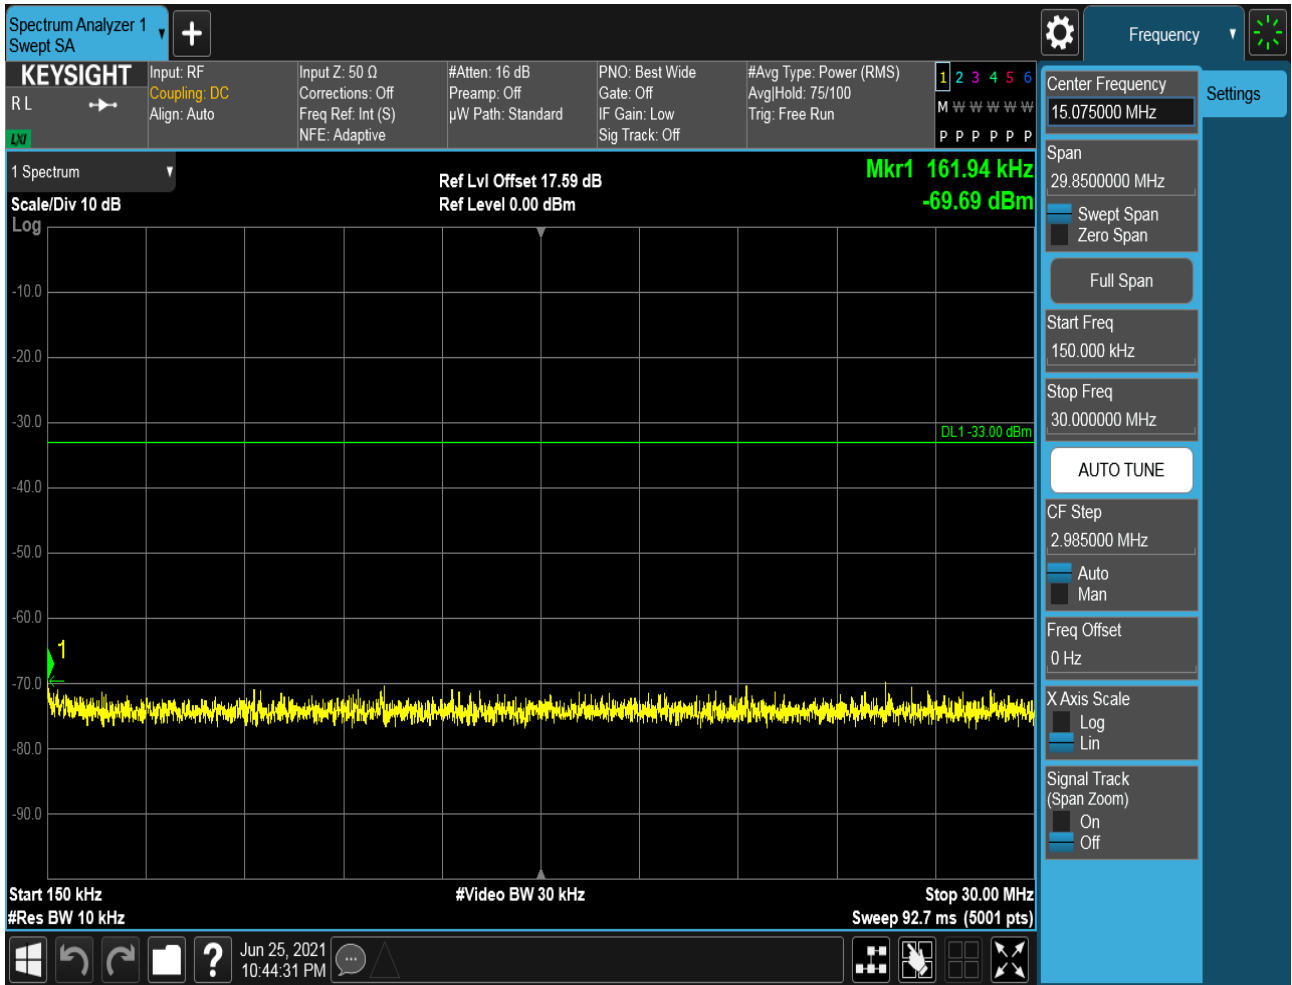 Spectrum Analyzer 1
Swept SA
Frequency
KEYSIGHT
R L
LXI
Input: RF
Coupling: DC
Align: Auto
Input Z: 50 Ω
Corrections: Off
Freq Ref: Int (S)
NFE: Adaptive
#Atten: 16 dB
Preamp: Off
µW Path: Standard
PNO: Best Wide
Gate: Off
IF Gain: Low
Sig Track: Off
#Avg Type: Power (RMS)
Avg|Hold: 75/100
Trig: Free Run
1 2 3 4 5 6
M W W W W W
P P P P P P
1 Spectrum
Scale/Div 10 dB
Log
Ref Lvl Offset 17.59 dB
Ref Level 0.00 dBm
Mkr1 161.94 kHz
-69.69 dBm
-10.0
-20.0
-30.0
DL1 -33.00 dBm
-40.0
-50.0
-60.0
1
-70.0
-80.0
-90.0
Start 150 kHz
#Video BW 30 kHz
Stop 30.00 MHz
#Res BW 10 kHz
Sweep 92.7 ms (5001 pts)
Center Frequency
15.075000 MHz
Settings
Span
29.8500000 MHz
Swept Span
Zero Span
Full Span
Start Freq
150.000 kHz
Stop Freq
30.000000 MHz
AUTO TUNE
CF Step
2.985000 MHz
Auto
Man
Freq Offset
0 Hz
X Axis Scale
Log
Lin
Signal Track
(Span Zoom)
On
Off
?
Jun 25, 2021
10:44:31 PM